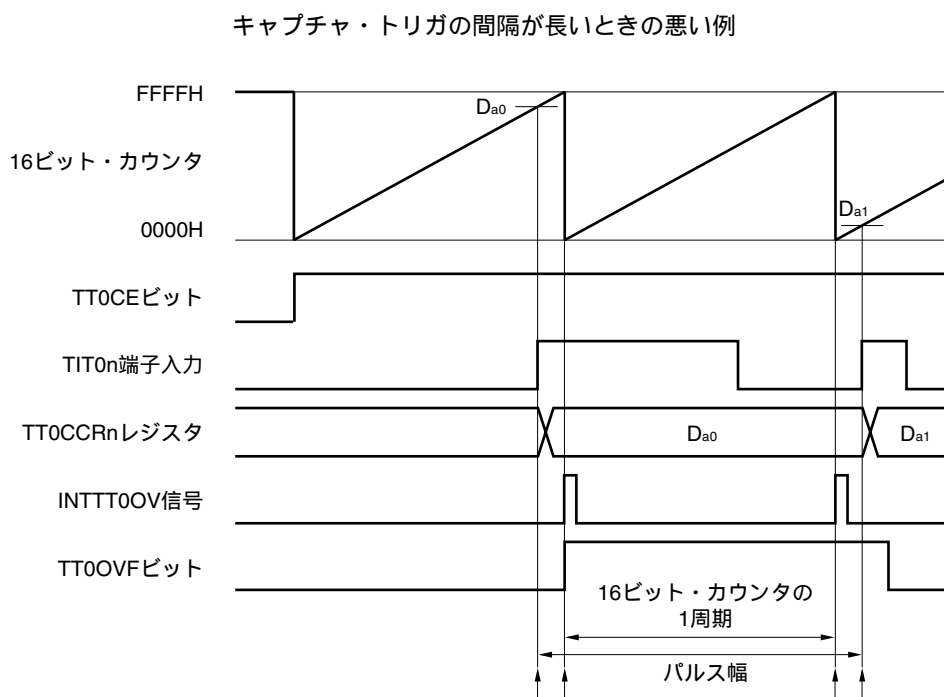 キャプチャ・トリガの間隔が長いときの悪い例
FFFFH
Da0
16ビット・カウンタ
Da1
0000H
TT0CEビット
TIT0n端子入力
TT0CCRnレジスタ
Da0
Da1
INTTT0OV信号
TT0OVFビット
16ビット・カウンタの
1周期
パルス幅